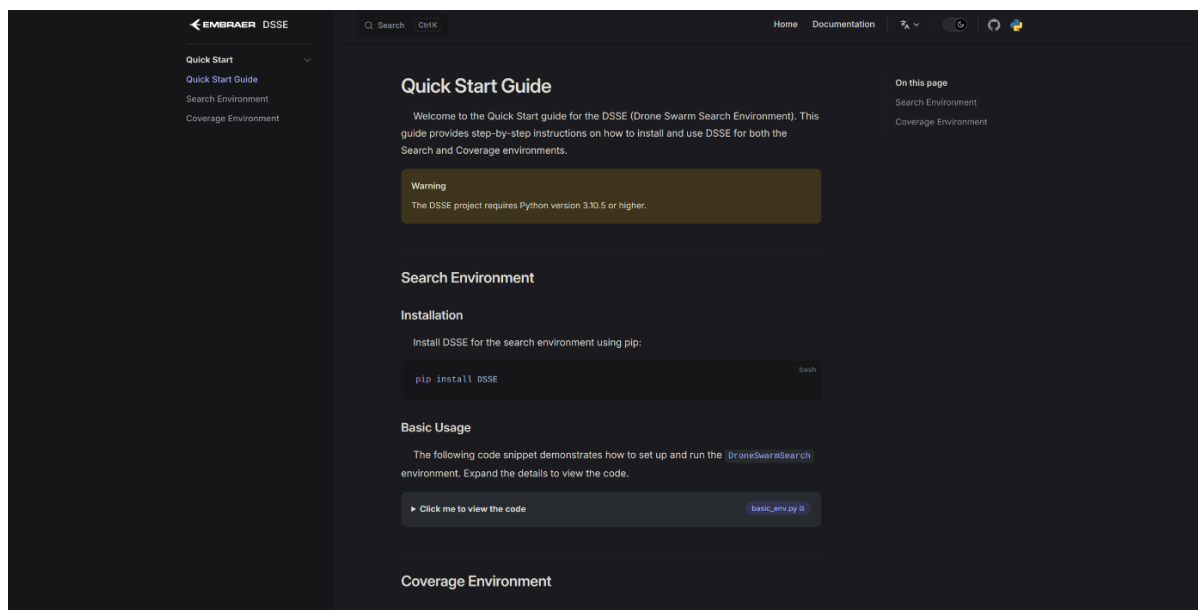 EMBRAER DSSE
Search Ctrl K
Home Documentation
Quick Start
Quick Start Guide
Search Environment
Coverage Environment
Quick Start Guide
Welcome to the Quick Start guide for the DSSE (Drone Swarm Search Environment). This
guide provides step-by-step instructions on how to install and use DSSE for both the
Search and Coverage environments.
Warning
The DSSE project requires Python version 3.10.5 or higher.
Search Environment
Installation
Install DSSE for the search environment using pip:
bash
pip install DSSE
Basic Usage
The following code snippet demonstrates how to set up and run the DroneSwarmSearch
environment. Expand the details to view the code.
Click me to view the code
basic_env.py
Coverage Environment
On this page
Search Environment
Coverage Environment